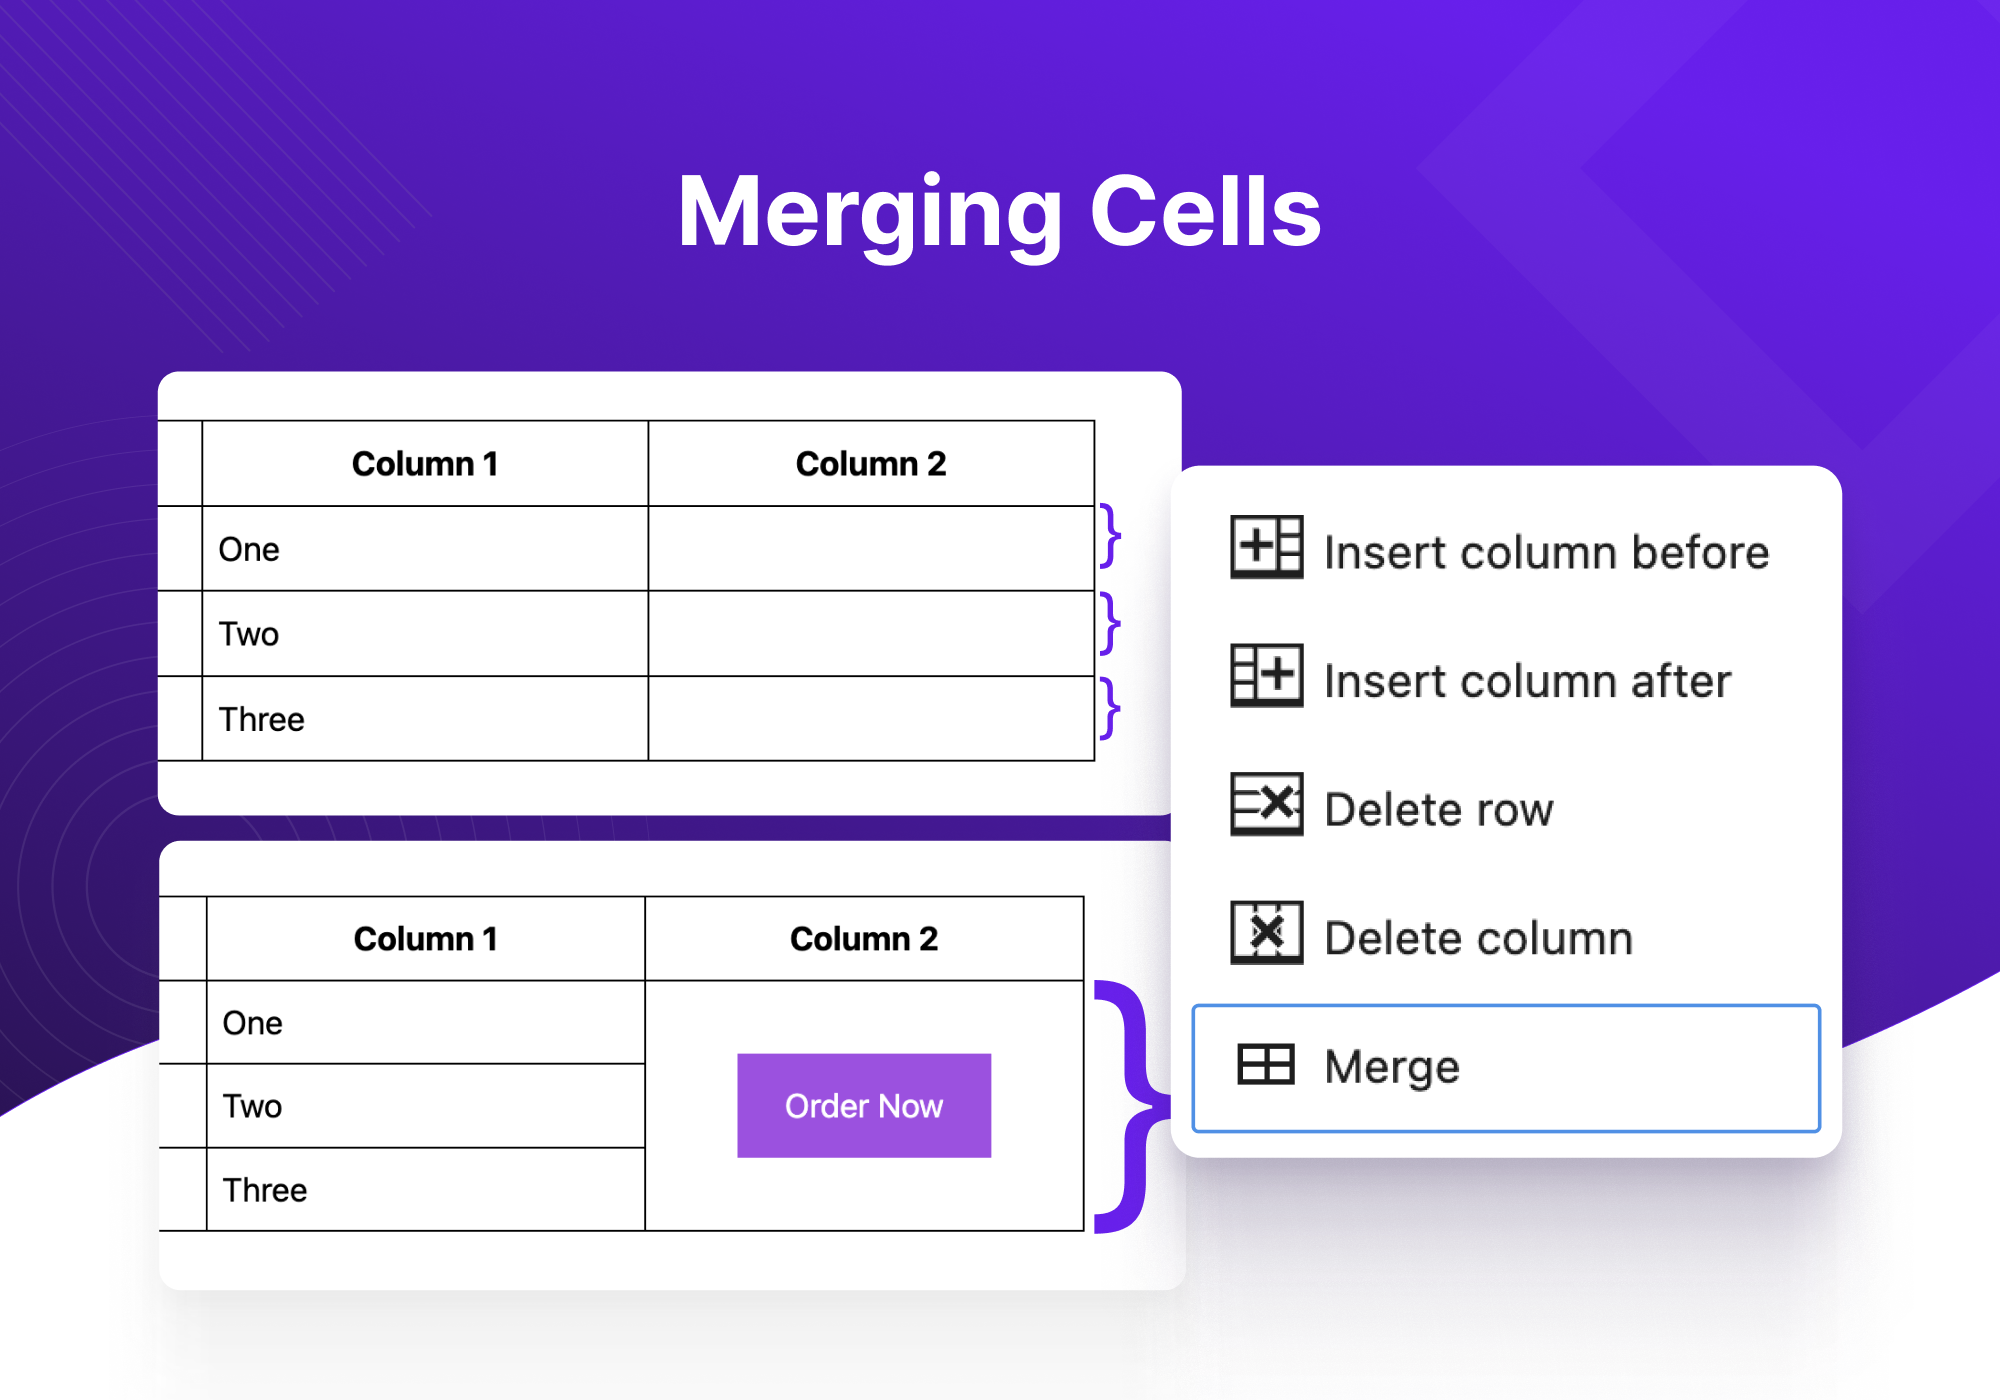 Merging Cells
Column 1 Column 2
One
Two
Three
Column 1 Column 2
One
Two
Three
Order Now
Insert column before
Insert column after
Delete row
Delete column
Merge